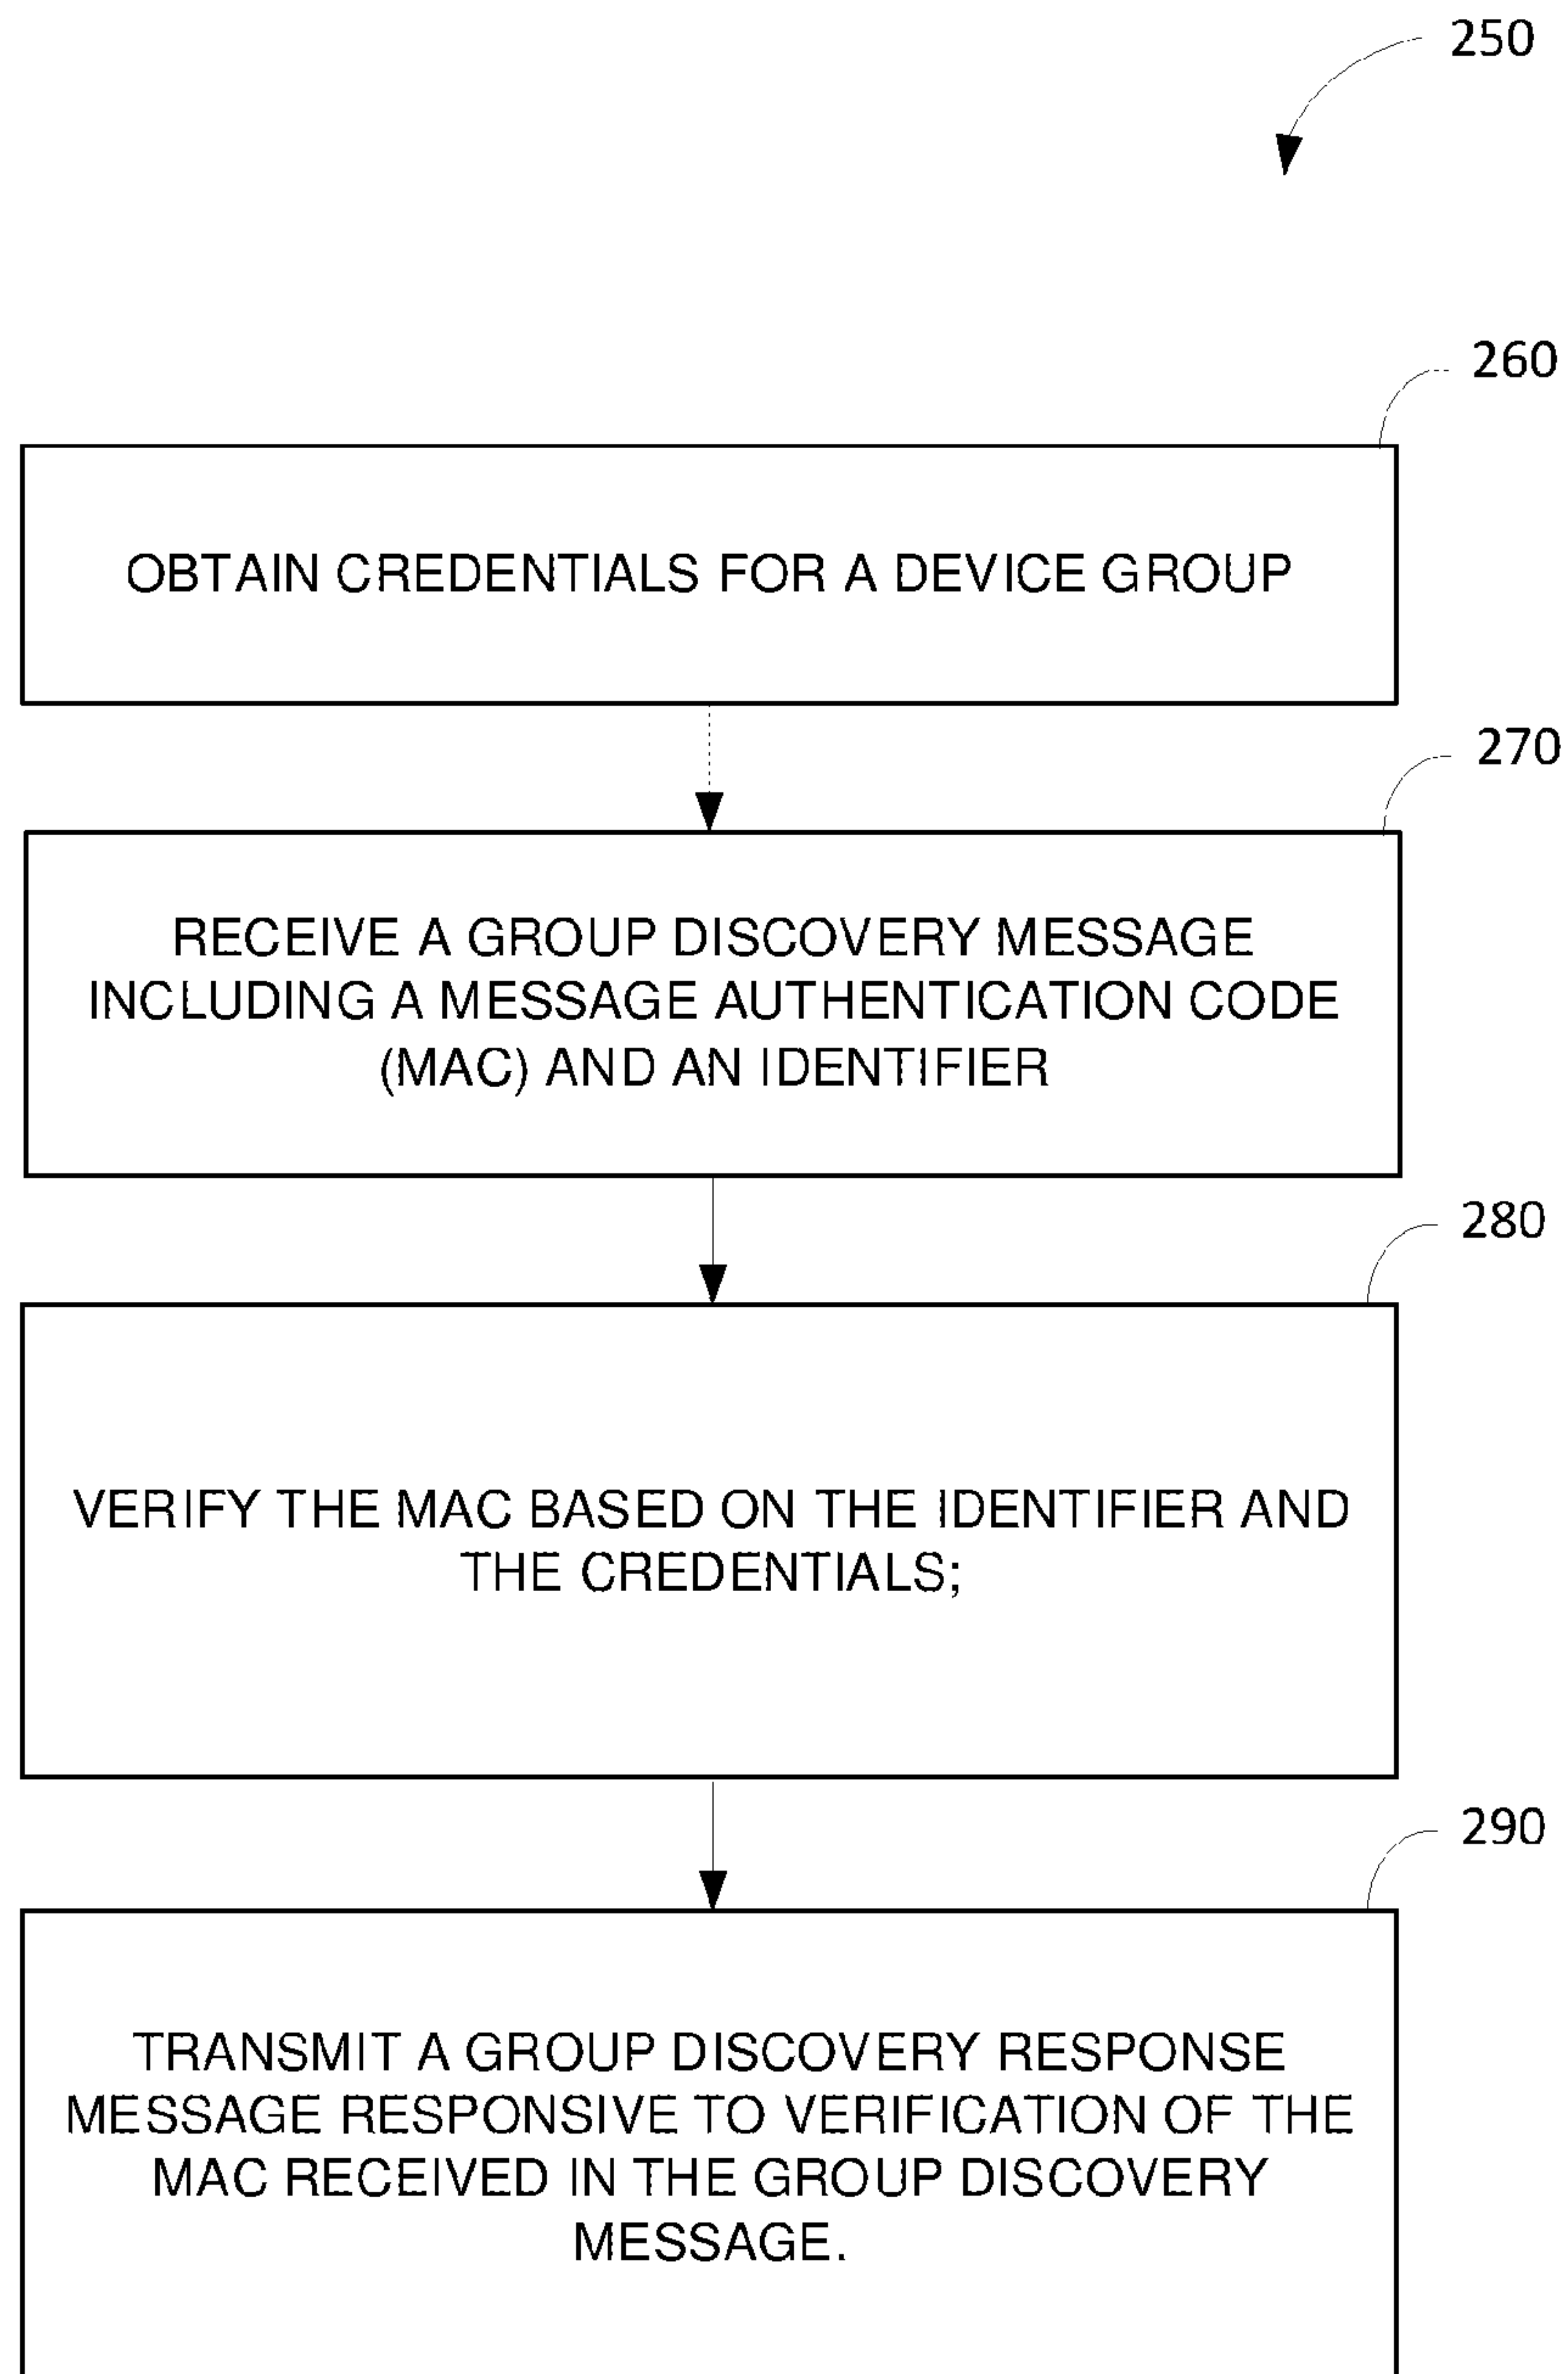 250
260
OBTAIN CREDENTIALS FOR A DEVICE GROUP
270
RECEIVE A GROUP DISCOVERY MESSAGE
INCLUDING A MESSAGE AUTHENTICATION CODE
(MAC) AND AN IDENTIFIER
280
VERIFY THE MAC BASED ON THE IDENTIFIER AND
THE CREDENTIALS;
290
TRANSMIT A GROUP DISCOVERY RESPONSE
MESSAGE RESPONSIVE TO VERIFICATION OF THE
MAC RECEIVED IN THE GROUP DISCOVERY
MESSAGE.